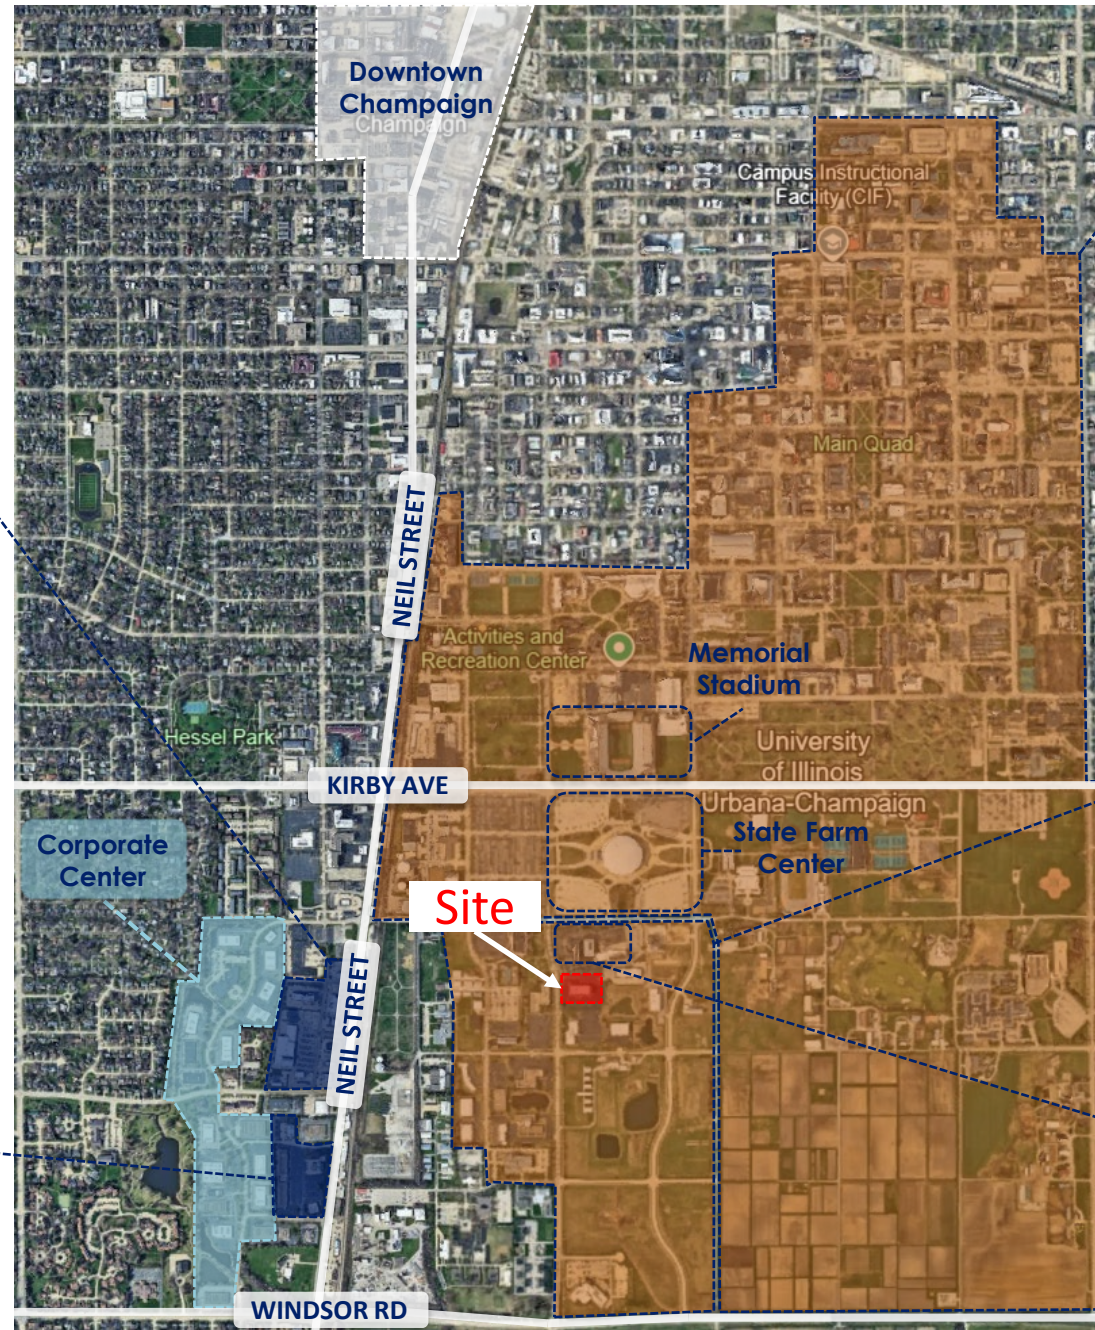 Downtown
Champaign
Champaign
Campus Instructional
Facility (CIF)
Main Quad
NEIL STREET
Activities and
Recreation Center
Memorial
Stadium
Hessel Park
University
of Illinois
Urbana-Champaign
KIRBY AVE
State Farm
Center
Corporate
Center
Site
NEIL STREET
WINDSOR RD